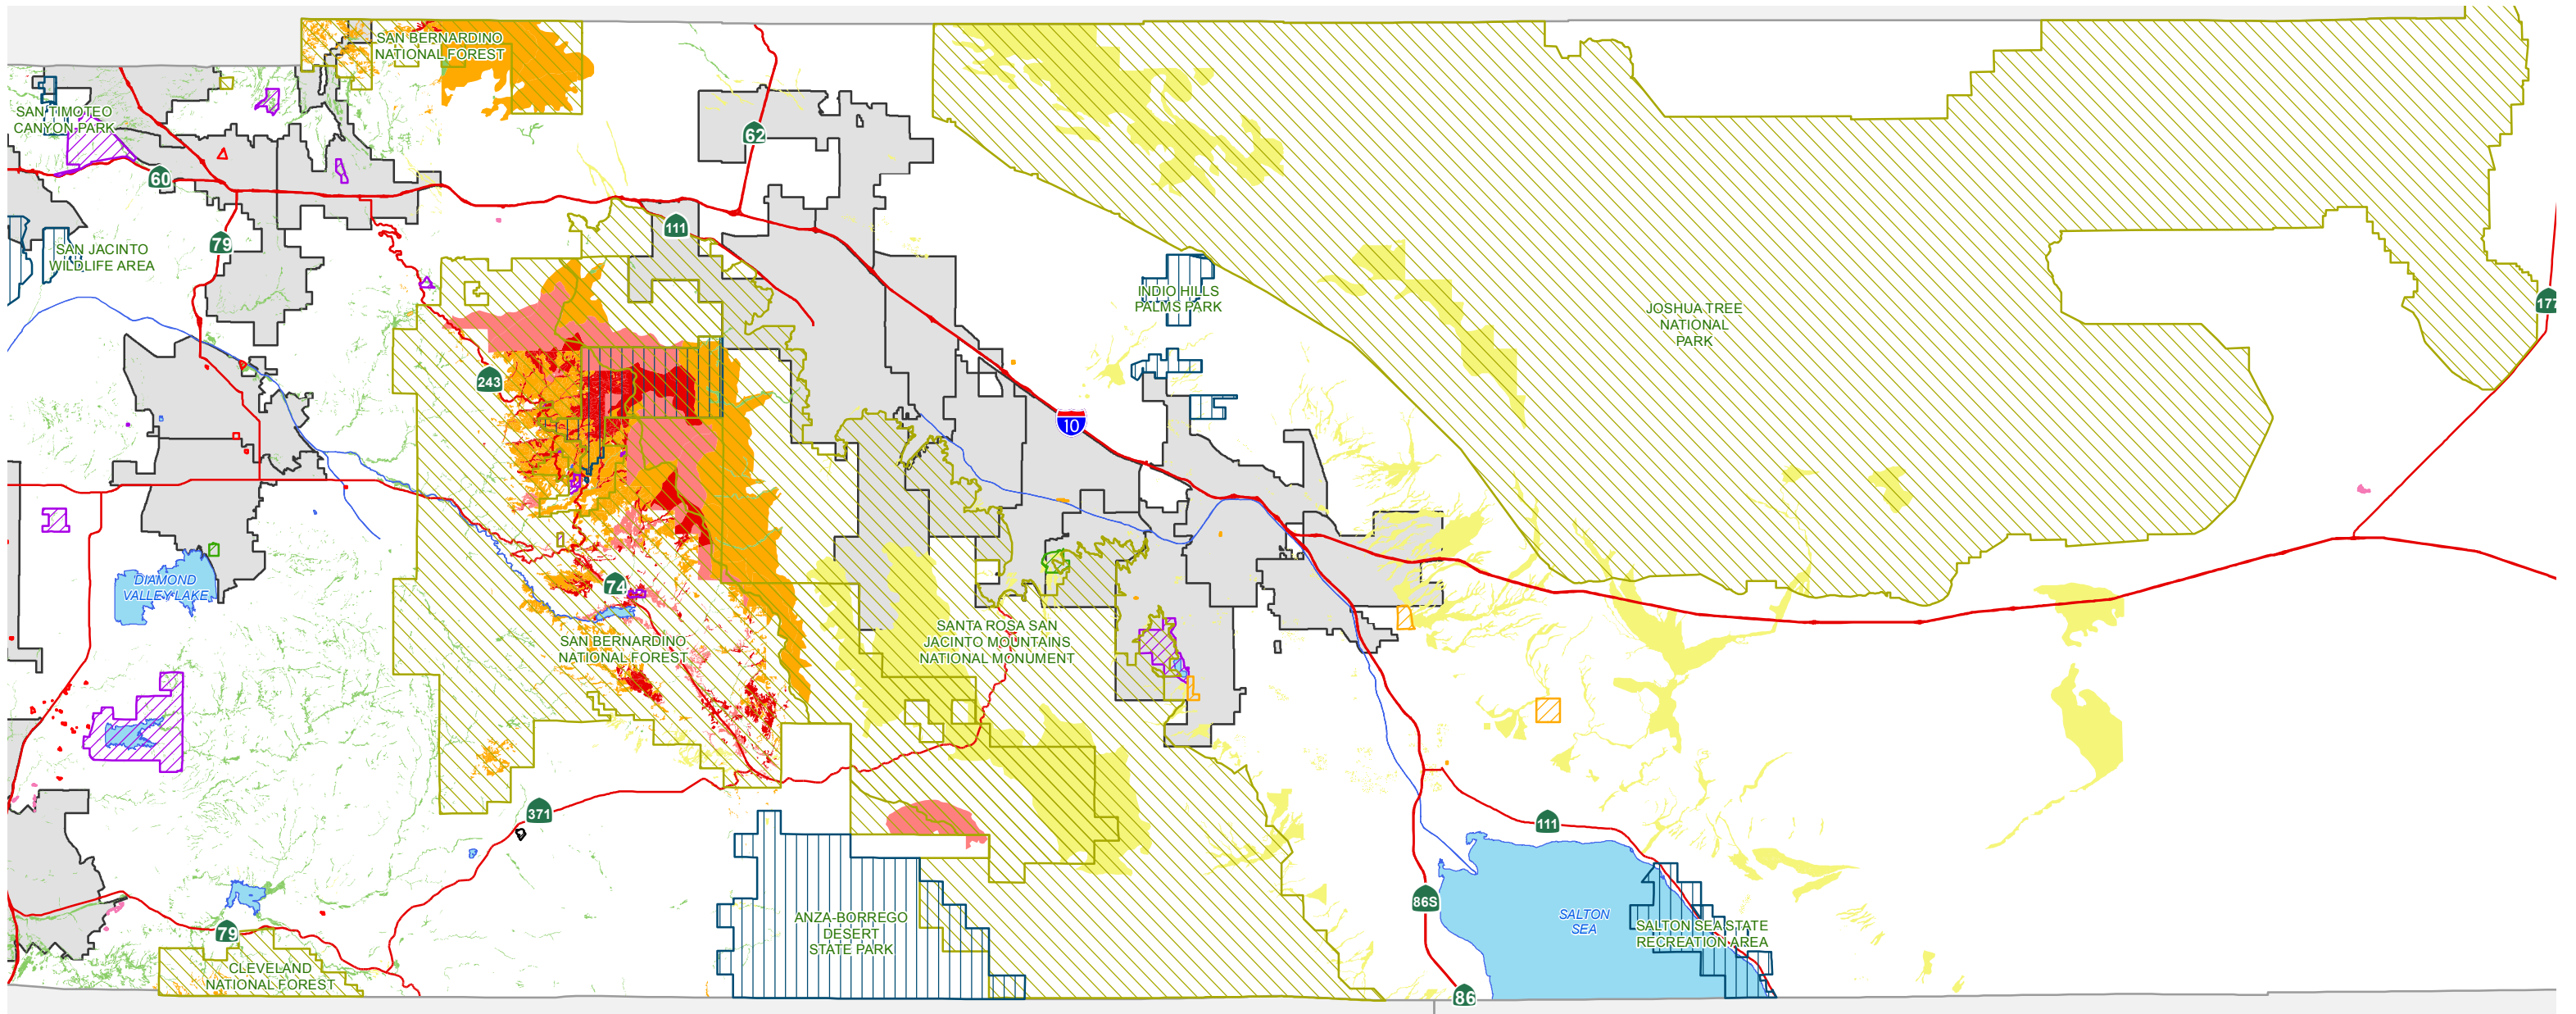 SAN BERNARDINO
NATIONAL FOREST
SAN TIMOTEO
CANYON PARK
62
60
111
79
SAN JACINTO
WILDLIFE AREA
INDIO HILLS
PALMS PARK
JOSHUA TREE
NATIONAL
PARK
177
243
10
DIAMOND
VALLEY LAKE
74
SAN BERNARDINO
NATIONAL FOREST
SANTA ROSA SAN
JACINTO MOUNTAINS
NATIONAL MONUMENT
371
111
86S
ANZA-BORREGO
DESERT
STATE PARK
SALTON
SEA
SALTON SEA STATE
RECREATION AREA
79
CLEVELAND
NATIONAL FOREST
86